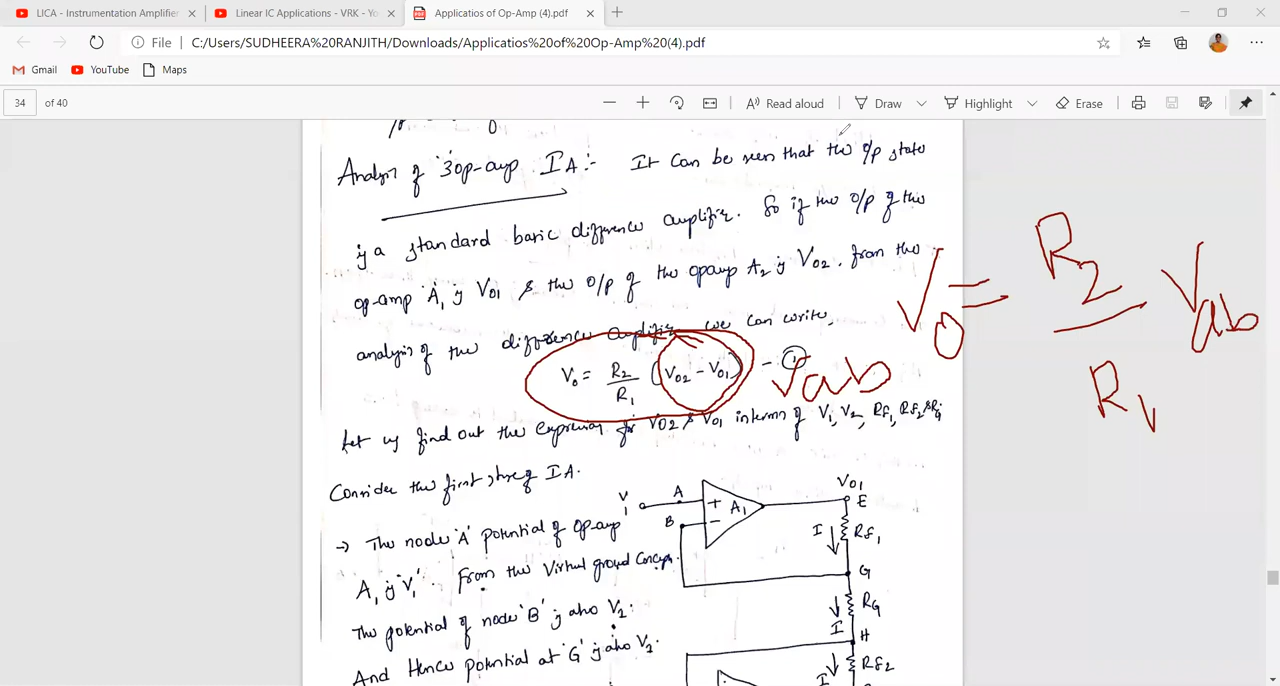 LICA - Instrumentation Amplifier
Linear IC Applications - VRK - Yo
Applicatios of Op-Amp (4).pdf
File
C:/Users/SUDHEERA%20RANJITH/Downloads/Applicatios%20of%20Op-Amp%20(4).pdf
Gmail YouTube Maps
34 of 40
Read aloud
Draw
Highlight
Erase
Analysis of 3op-amp IA:- It can be seen that the o/p state
is a standard basic difference amplifier. So if the o/p of the
op-amp A1 is V01 & the o/p of the opamp A2 is V02. from the
analysis of the difference amplifier we can write,
V0 = R2/R1 (V02 - V01) - ①
Vab
V0 = R2/R1 Vab
Let us find out the expression for V02 & V01 interms of V1, V2, Rf1, Rf2 & RG
Consider the first stage of IA.
→ The node 'A' potential of Op-amp
A1 is 'V1'. From the Virtual ground Concept.
The potential of node 'B' is also V1.
And Hence potential at 'G' is also V1.
V1
A
B
+
-
A1
V01
E
I
Rf1
G
RG
I
H
Rf2
I